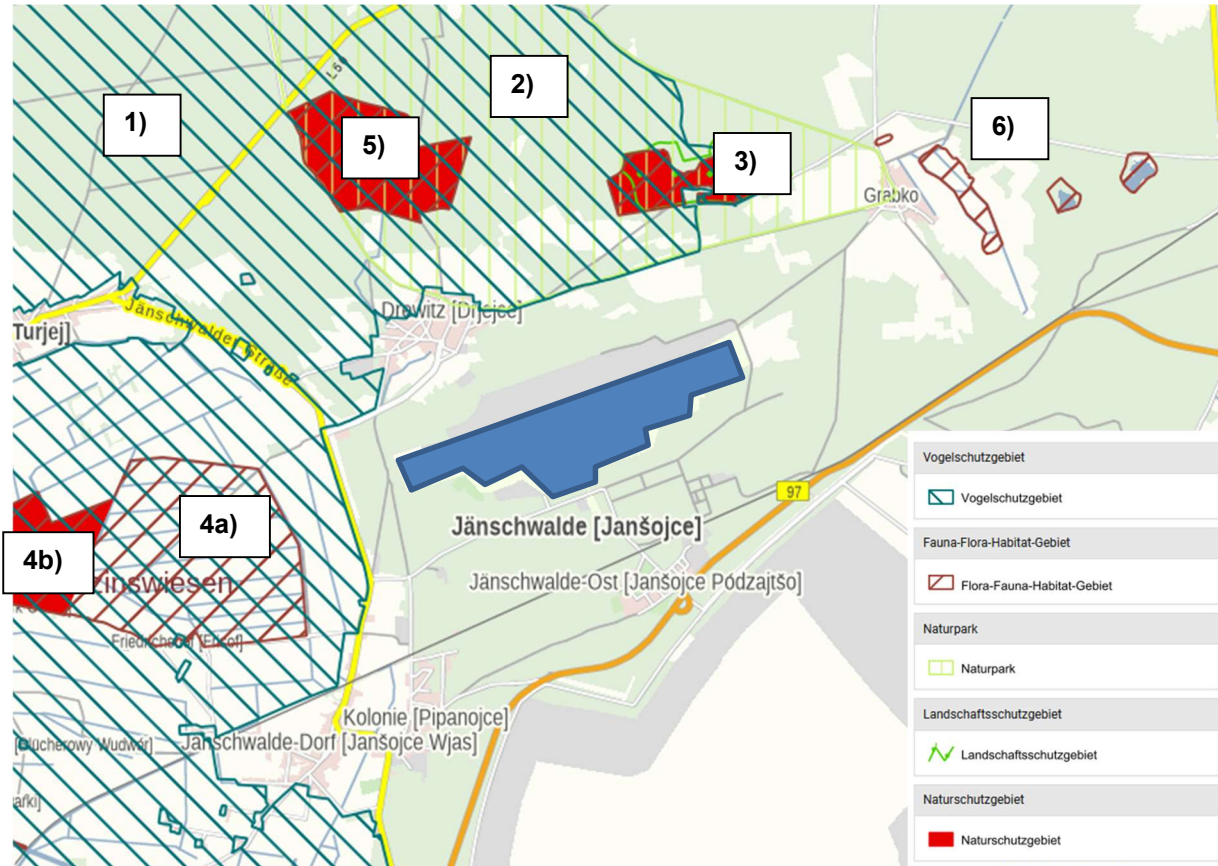 1)
2)
3)
4a)
4b)
5)
6)
Grabko
Drewitz [Drjejce]
Turjej]
Jänschwalder Straße
97
Jänschwalde [Janšojce]
Jänschwalde-Ost [Janšojce Pódzajtšo]
inswiesen
Kolonie [Pipanojce]
Jänschwalde-Dorf [Janšojce Wjas]
Vogelschutzgebiet
Vogelschutzgebiet
Fauna-Flora-Habitat-Gebiet
Flora-Fauna-Habitat-Gebiet
Naturpark
Naturpark
Landschaftsschutzgebiet
Landschaftsschutzgebiet
Naturschutzgebiet
Naturschutzgebiet